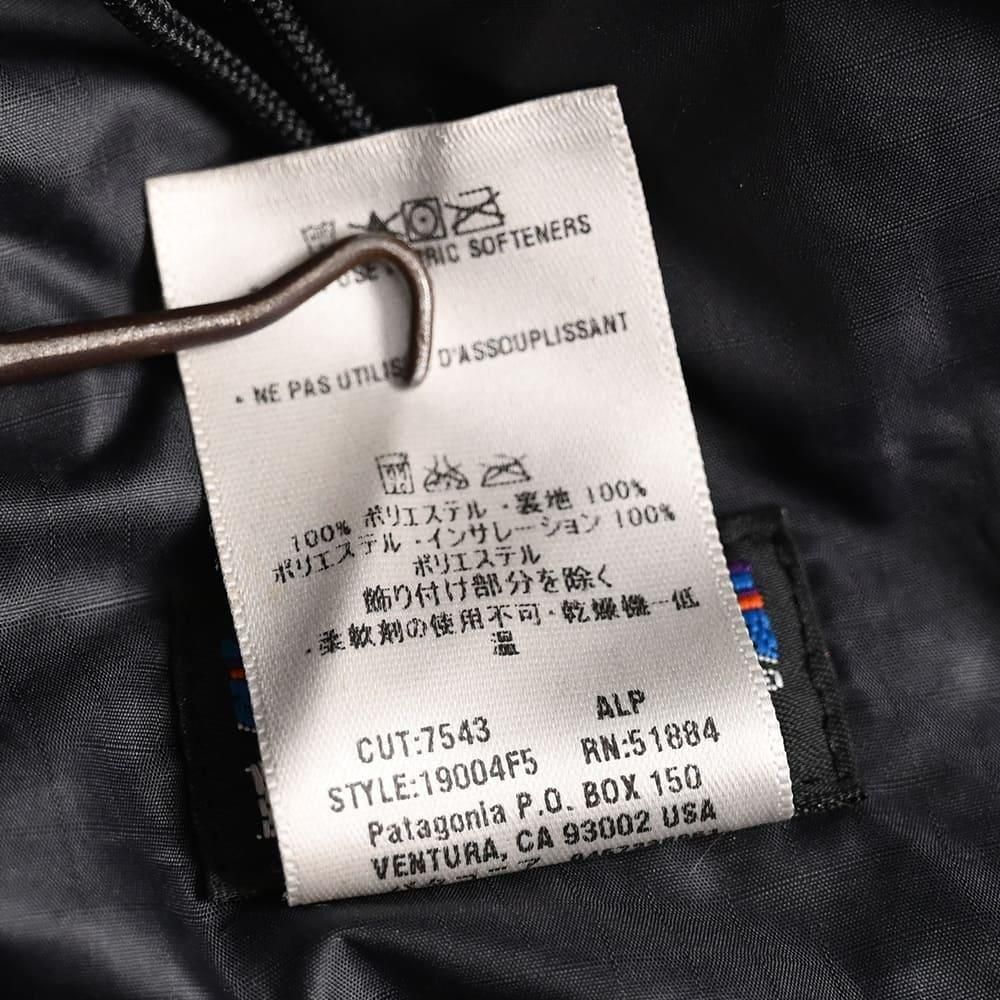 USE FABRIC SOFTENERS
• NE PAS UTILIS D'ASSOUPLISSANT
100% ポリエステル・裏地 100%
ポリエステル・インサレーション 100%
ポリエステル
飾り付け部分を除く
・柔軟剤の使用不可・乾燥機ー低
温
ALP
CUT:7543
RN:51884
STYLE:19004F5
Patagonia P.O. BOX 150
VENTURA, CA 93002 USA